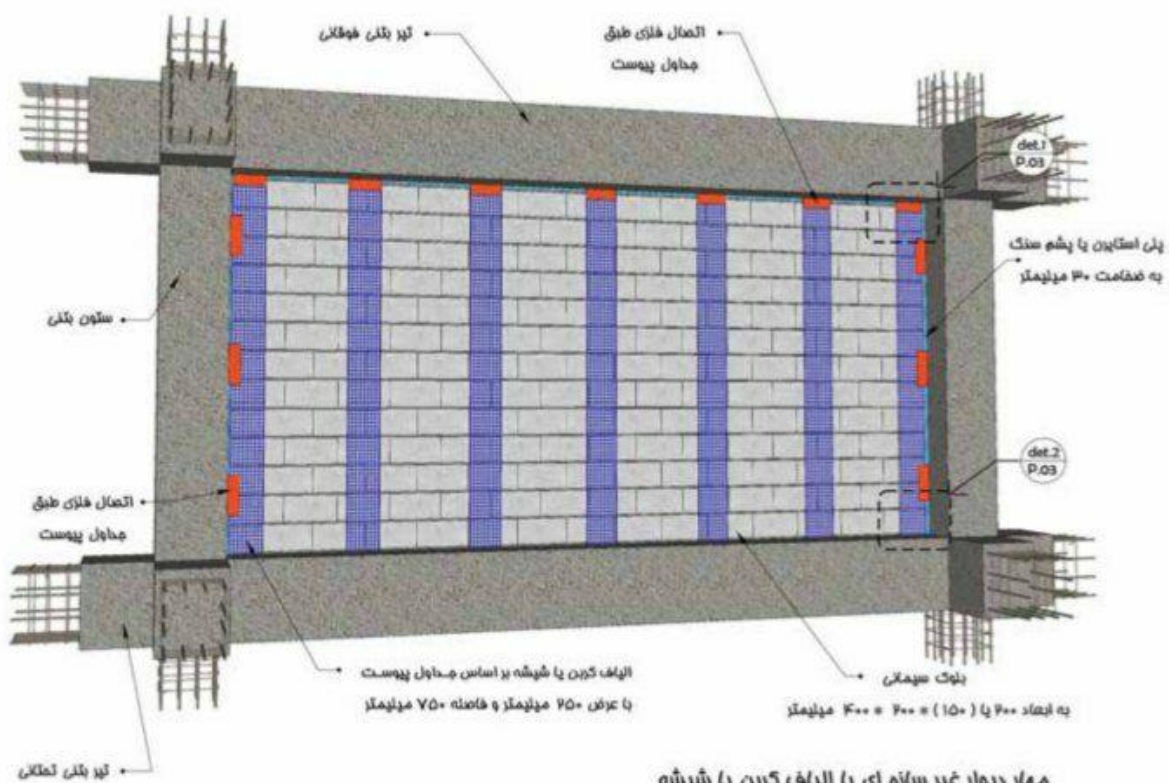 تیر بتنی فوقانی
اتصال فلزی طبق
جداول پیوست
det.1
P.03
پلی استایرن یا پشم سنگ
به ضخامت ۳۰ میلیمتر
ستون بتنی
det.2
P.03
اتصال فلزی طبق
جداول پیوست
الیاف کربن یا شیشه بر اساس جداول پیوست
با عرض ۲۵۰ میلیمتر و فاصله ۷۵۰ میلیمتر
بلوک سیمانی
به ابعاد ۲۰۰ یا (۱۵۰) * ۲۰۰ * ۴۰۰ میلیمتر
تیر بتنی تحتانی
مهار دیوار غیر سازه ای با الیاف کربن یا شیشه